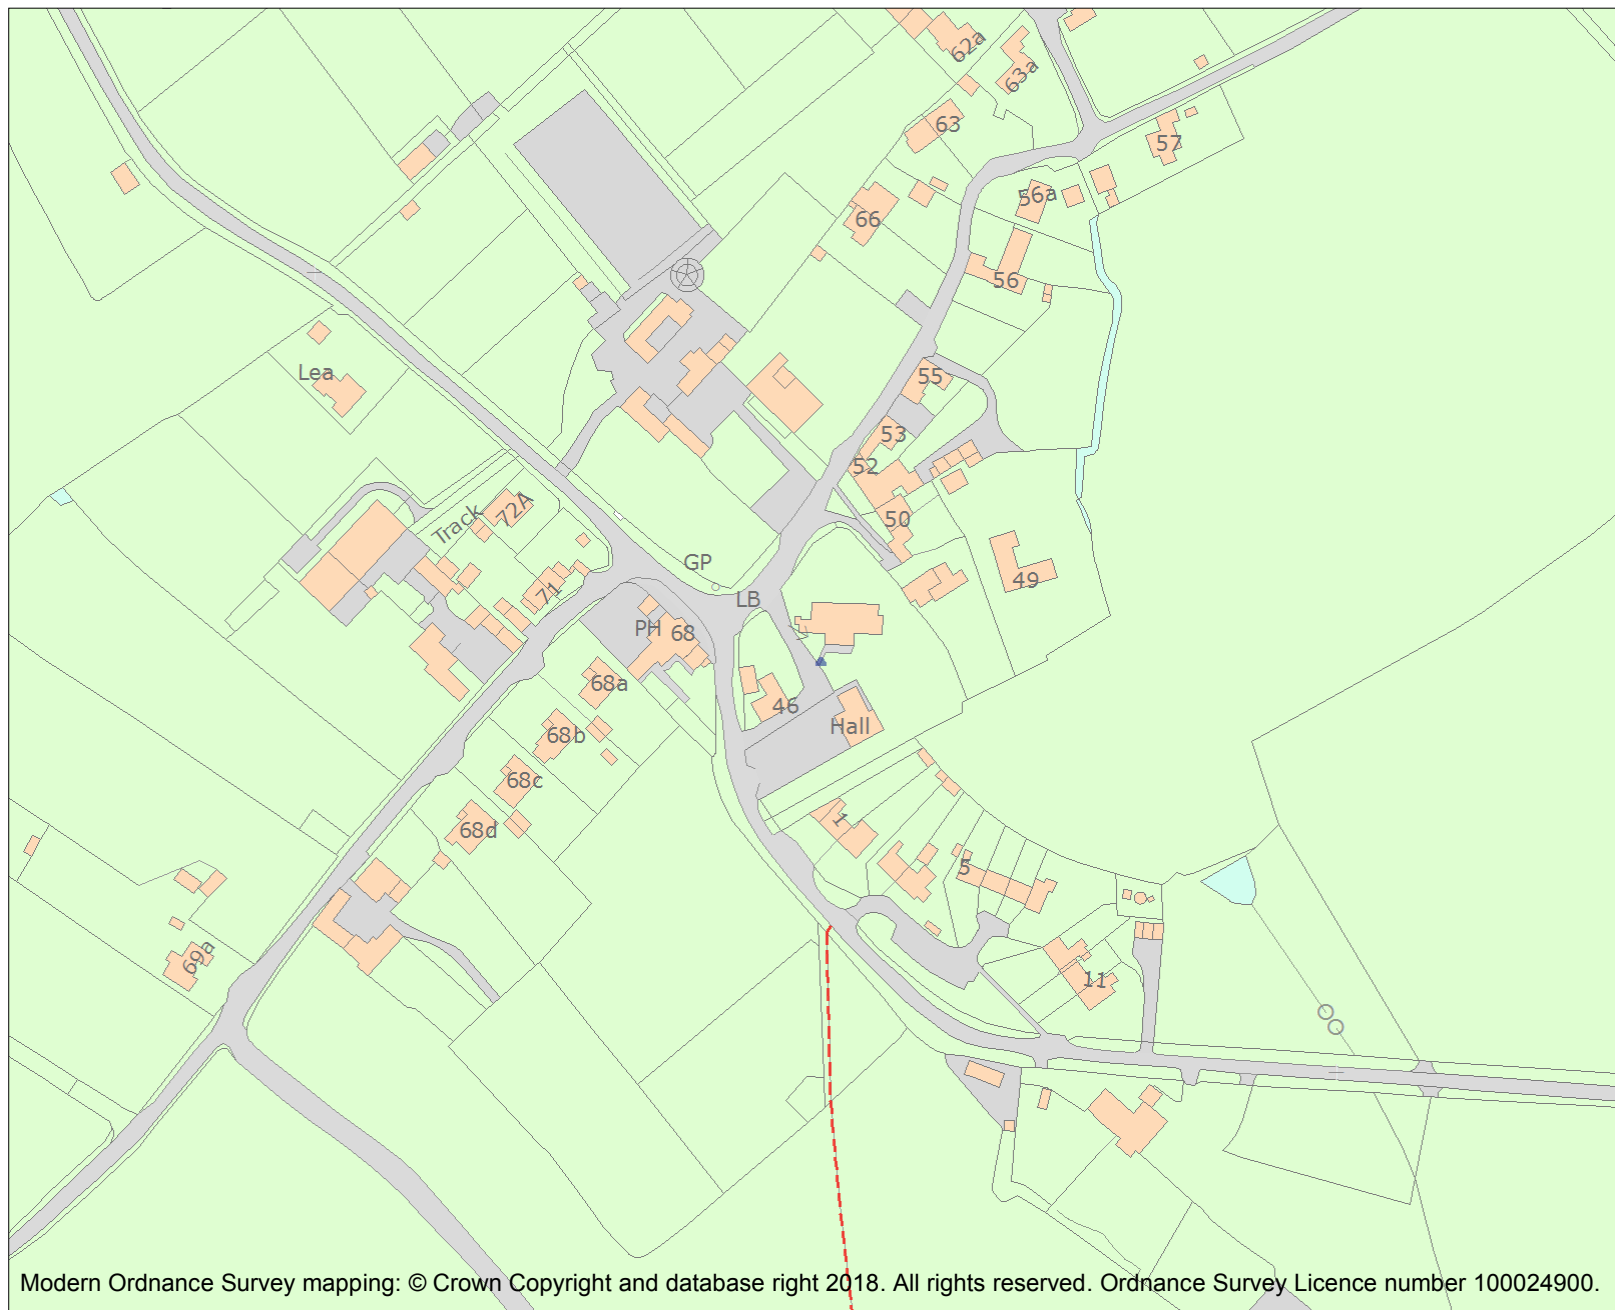 62a
63a
63
57
56a
66
56
Lea
55
53
52
72A
50
Track
GP
49
71
LB
PH
68
68a
46
Hall
68b
68c
1
68d
5
69a
11
Modern Ordnance Survey mapping: © Crown Copyright and database right 2018. All rights reserved. Ordnance Survey Licence number 100024900.